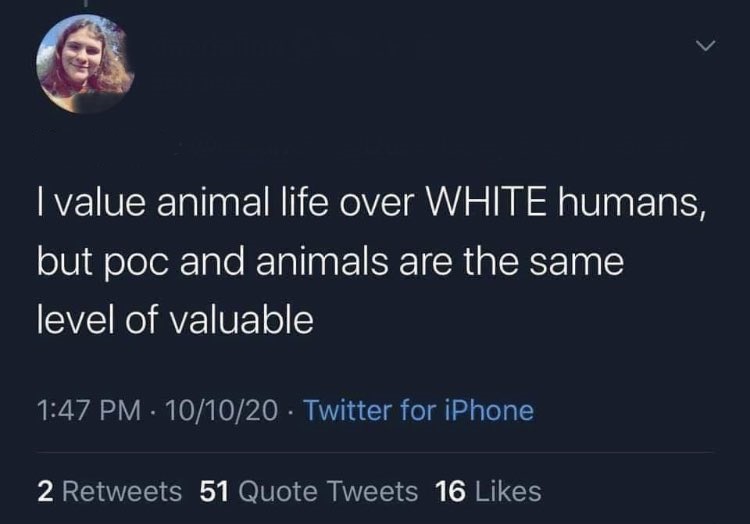 I value animal life over WHITE humans,
but poc and animals are the same
level of valuable
1:47 PM · 10/10/20 · Twitter for iPhone
2 Retweets 51 Quote Tweets 16 Likes